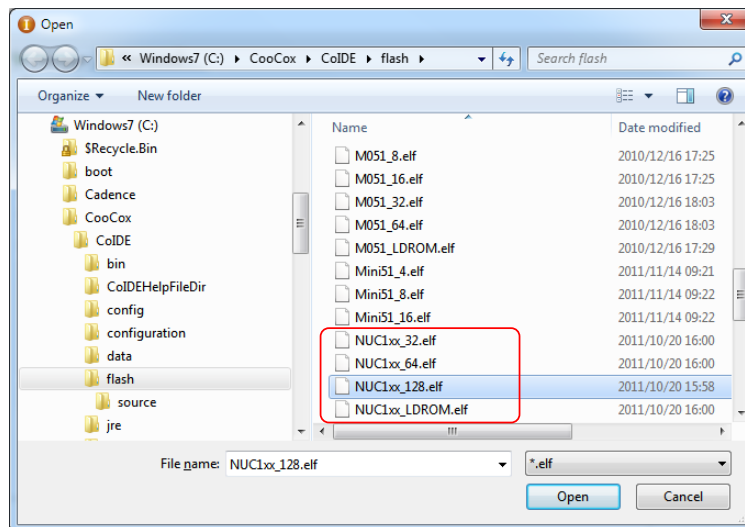 Open
« Windows7 (C:) CooCox CoIDE flash Search flash
Organize New folder
Windows7 (C:)
$Recycle.Bin
boot
Cadence
CooCox
CoIDE
bin
CoIDEHelpFileDir
config
configuration
data
flash
source
jre
Name Date modified
M051_8.elf 2010/12/16 17:25
M051_16.elf 2010/12/16 17:25
M051_32.elf 2010/12/16 18:03
M051_64.elf 2010/12/16 18:03
M051_LDROM.elf 2010/12/16 17:29
Mini51_4.elf 2011/11/14 09:21
Mini51_8.elf 2011/11/14 09:22
Mini51_16.elf 2011/11/14 09:22
NUC1xx_32.elf 2011/10/20 16:00
NUC1xx_64.elf 2011/10/20 16:00
NUC1xx_128.elf 2011/10/20 15:58
NUC1xx_LDROM.elf 2011/10/20 16:00
File name: NUC1xx_128.elf *.elf
Open Cancel